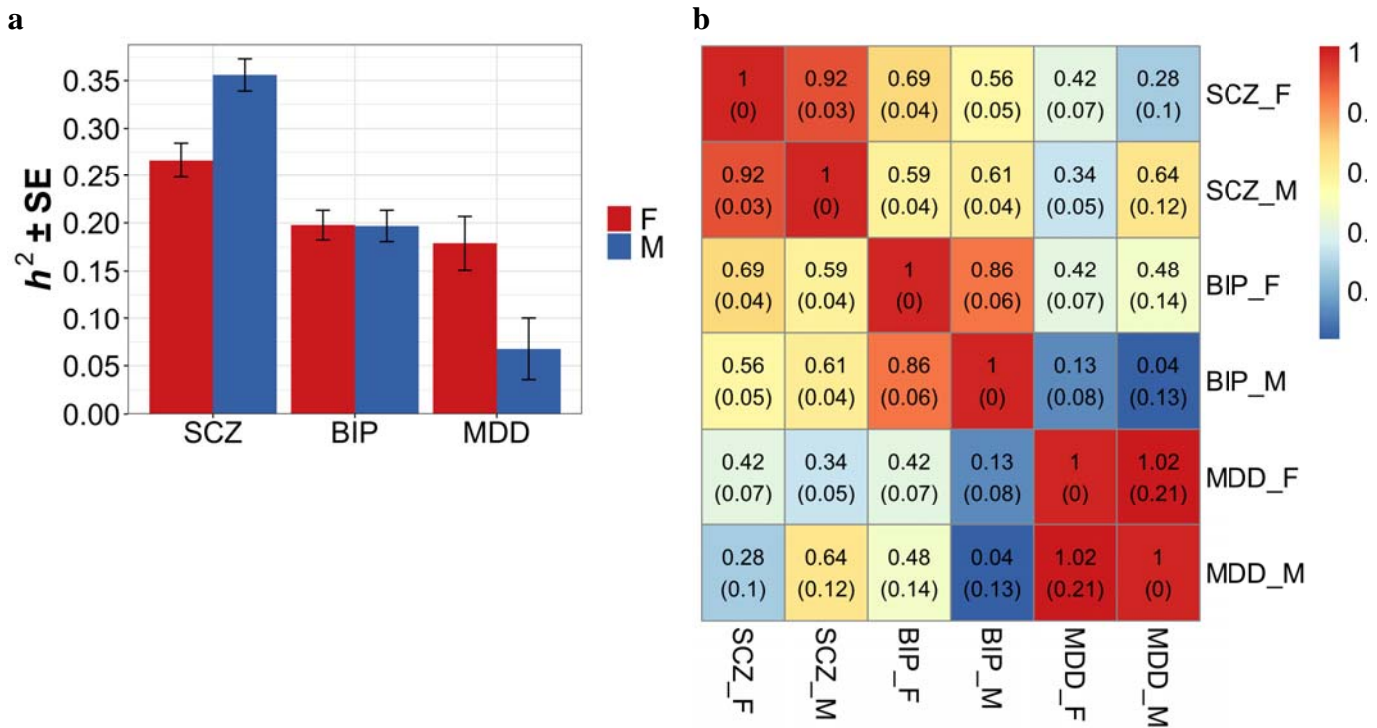 a
b
h² ± SE
0.35
0.30
0.25
0.20
0.15
0.10
0.05
0.00
SCZ BIP MDD
F
M
1 0.92 0.69 0.56 0.42 0.28
(0) (0.03) (0.04) (0.05) (0.07) (0.1)
SCZ_F
0.92 1 0.59 0.61 0.34 0.64
(0.03) (0) (0.04) (0.04) (0.05) (0.12)
SCZ_M
0.69 0.59 1 0.86 0.42 0.48
(0.04) (0.04) (0) (0.06) (0.07) (0.14)
BIP_F
0.56 0.61 0.86 1 0.13 0.04
(0.05) (0.04) (0.06) (0) (0.08) (0.13)
BIP_M
0.42 0.34 0.42 0.13 1 1.02
(0.07) (0.05) (0.07) (0.08) (0) (0.21)
MDD_F
0.28 0.64 0.48 0.04 1.02 1
(0.1) (0.12) (0.14) (0.13) (0.21) (0)
MDD_M
SCZ_F SCZ_M BIP_F BIP_M MDD_F MDD_M
1
0.
0.
0.
0.